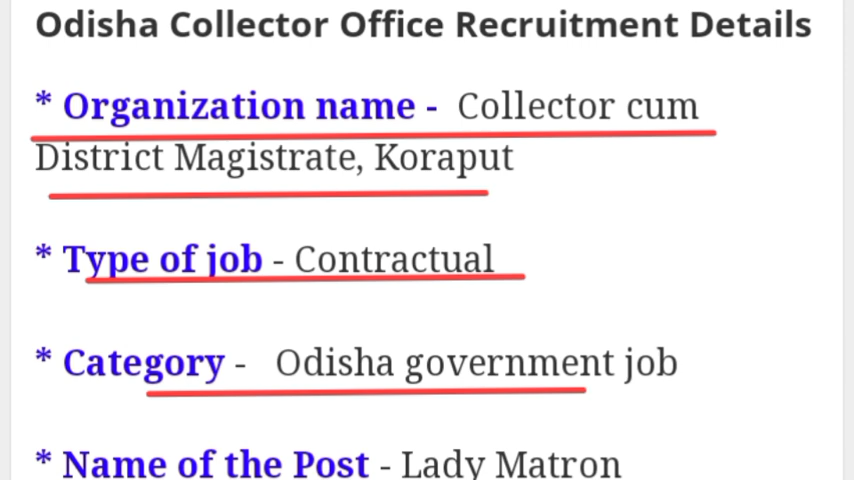 Odisha Collector Office Recruitment Details
* Organization name - Collector cum
District Magistrate, Koraput
* Type of job - Contractual
* Category - Odisha government job
* Name of the Post - Lady Matron